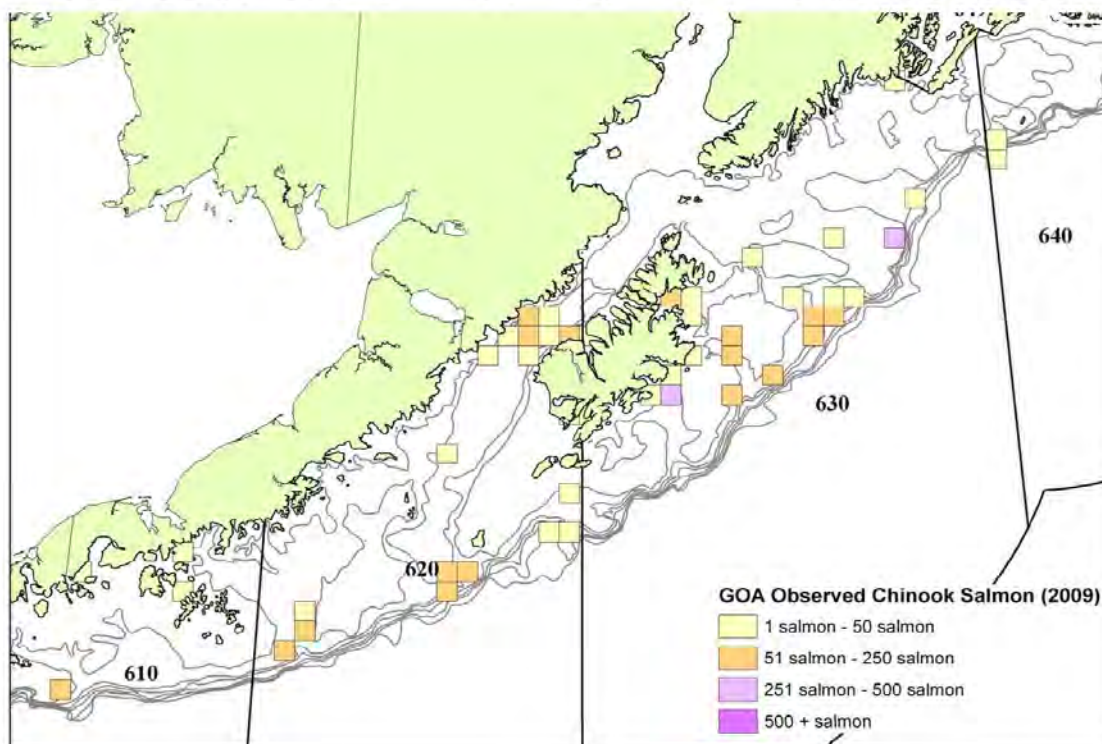 640
630
620
610
GOA Observed Chinook Salmon (2009)
1 salmon - 50 salmon
51 salmon - 250 salmon
251 salmon - 500 salmon
500 + salmon